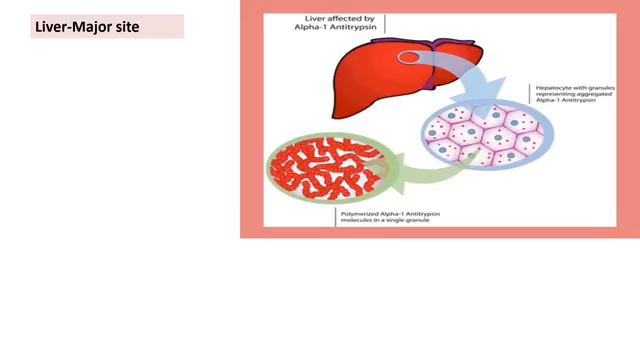 Liver-Major site
Liver affected by
Alpha-1 Antitrypsin
Hepatocyte with granules
representing aggregated
Alpha-1 Antitrypsin
Polymerized Alpha-1 Antitrypsin
molecules in a single granule